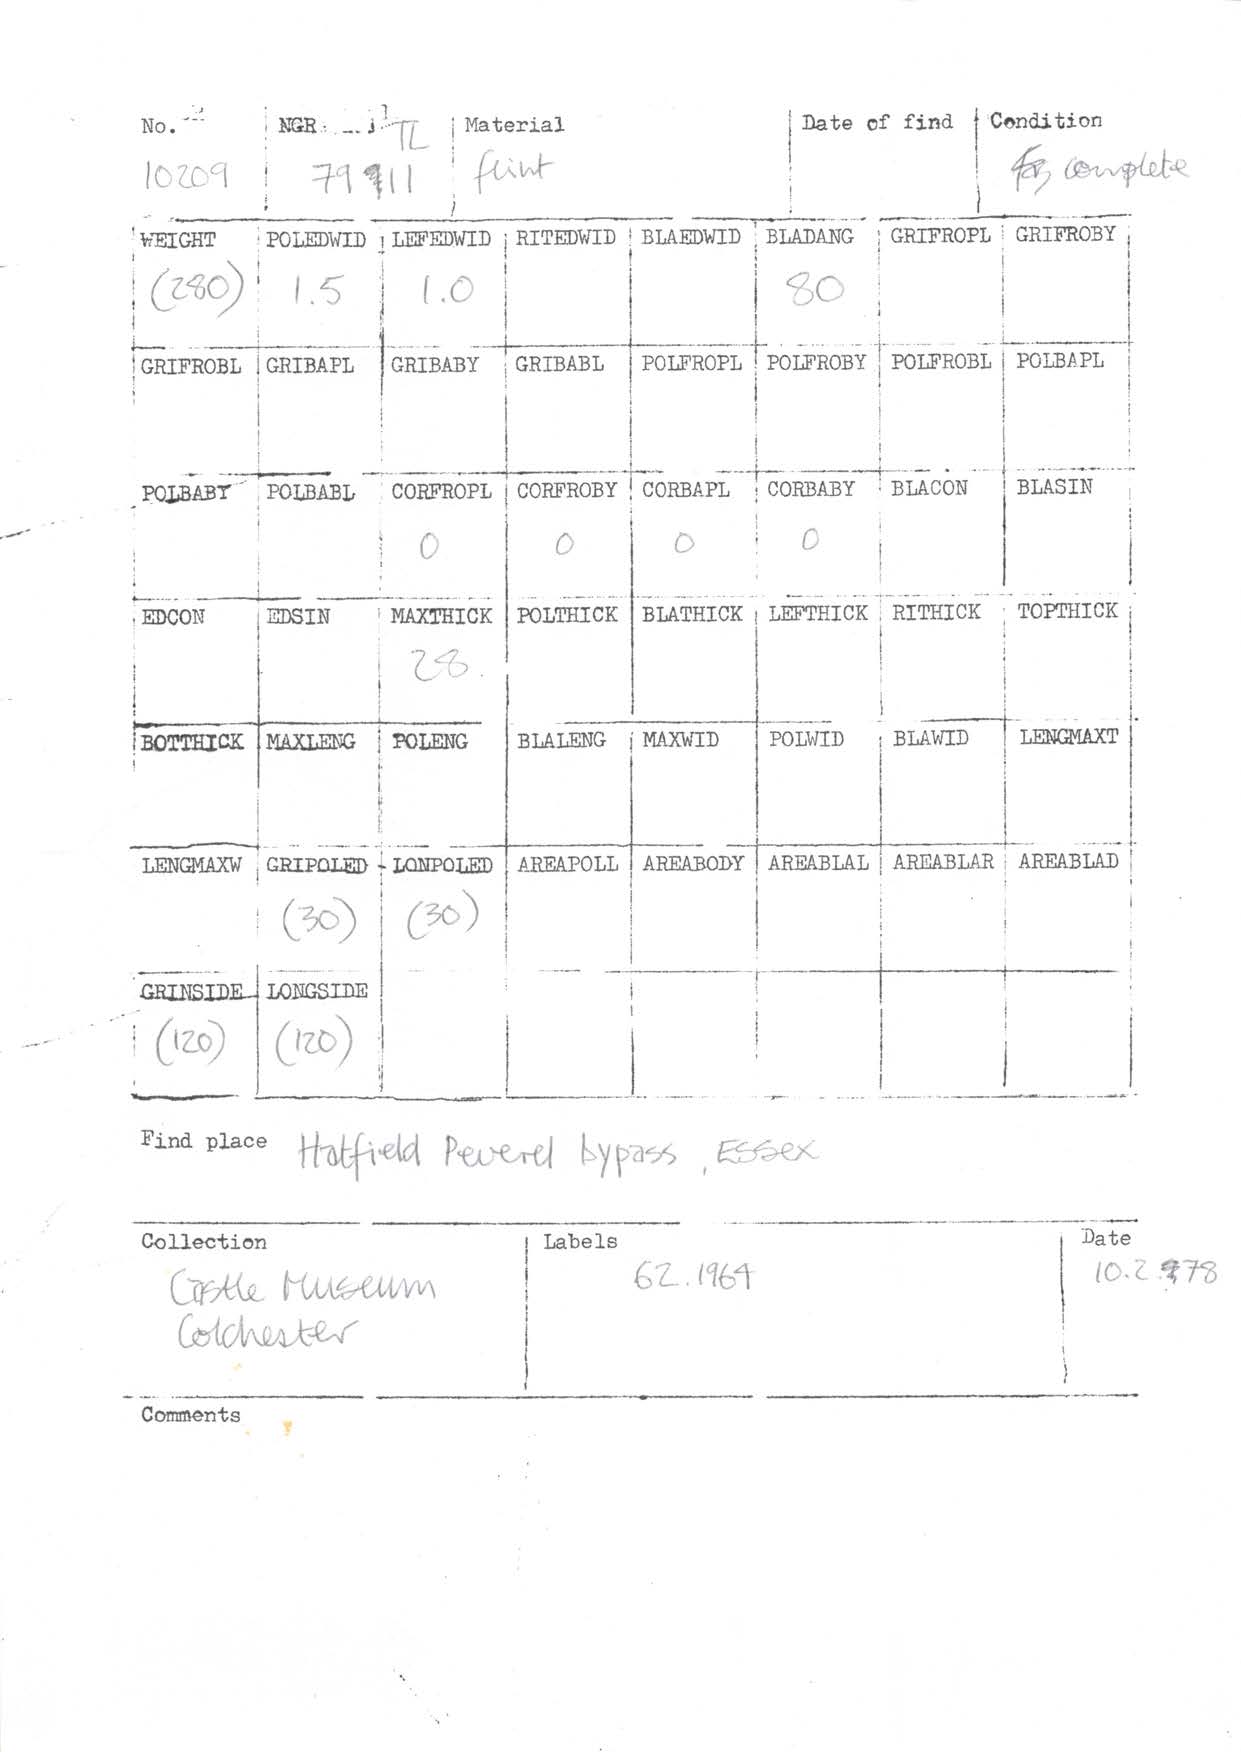 No. NGR TL Material Date of find Condition
10209 79 11 flint complete
WEIGHT POLEDWID LEFEDWID RITEDWID BLAEDWID BLADANG GRIFROPL GRIFROBY
(280) 1.5 1.0 80
GRIFROBL GRIBAPL GRIBABY GRIBABL POLFROPL POLFROBY POLFROBL POLBAPL
POLBABY POLBABL CORFROPL CORFROBY CORBAPL CORBABY BLACON BLASIN
0 0 0 0
EDCON EDSIN MAXTHICK POLTHICK BLATHICK LEFTHICK RITHICK TOPTHICK
28.
BOTTHICK MAXLENG POLENG BLALENG MAXWID POLWID BLAWID LENGMAXT
LENGMAXW GRIPOLED LONPOLED AREAPOLL AREABODY AREABLAL AREABLAR AREABLAD
(30) (30)
GRINSIDE LONGSIDE
(120) (120)
Find place Hatfield Peverel bypass, Essex
Collection Labels Date
Castle Museum 62.1964 10.2.78
Colchester
Comments